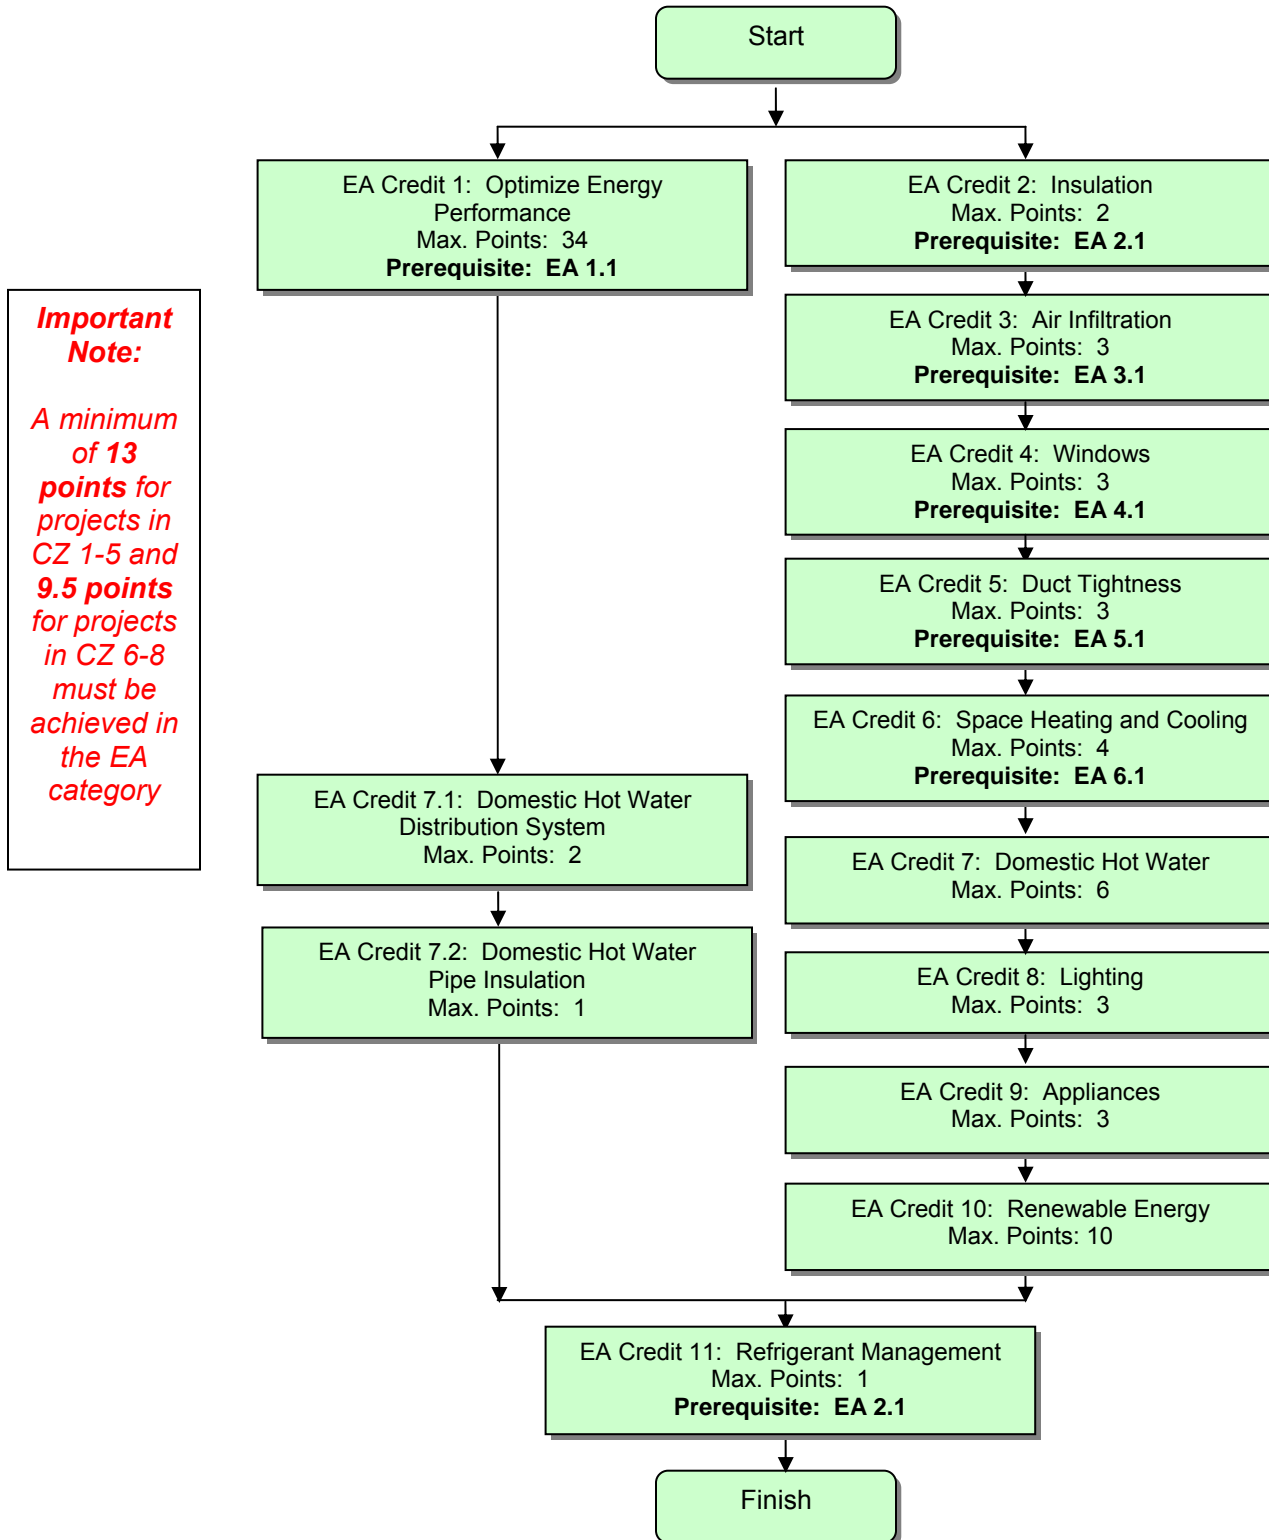 Start
EA Credit 1: Optimize Energy
Performance
Max. Points: 34
Prerequisite: EA 1.1
EA Credit 2: Insulation
Max. Points: 2
Prerequisite: EA 2.1
Important
Note:
A minimum
of 13
points for
projects in
CZ 1-5 and
9.5 points
for projects
in CZ 6-8
must be
achieved in
the EA
category
EA Credit 3: Air Infiltration
Max. Points: 3
Prerequisite: EA 3.1
EA Credit 4: Windows
Max. Points: 3
Prerequisite: EA 4.1
EA Credit 5: Duct Tightness
Max. Points: 3
Prerequisite: EA 5.1
EA Credit 6: Space Heating and Cooling
Max. Points: 4
Prerequisite: EA 6.1
EA Credit 7.1: Domestic Hot Water
Distribution System
Max. Points: 2
EA Credit 7: Domestic Hot Water
Max. Points: 6
EA Credit 7.2: Domestic Hot Water
Pipe Insulation
Max. Points: 1
EA Credit 8: Lighting
Max. Points: 3
EA Credit 9: Appliances
Max. Points: 3
EA Credit 10: Renewable Energy
Max. Points: 10
EA Credit 11: Refrigerant Management
Max. Points: 1
Prerequisite: EA 2.1
Finish